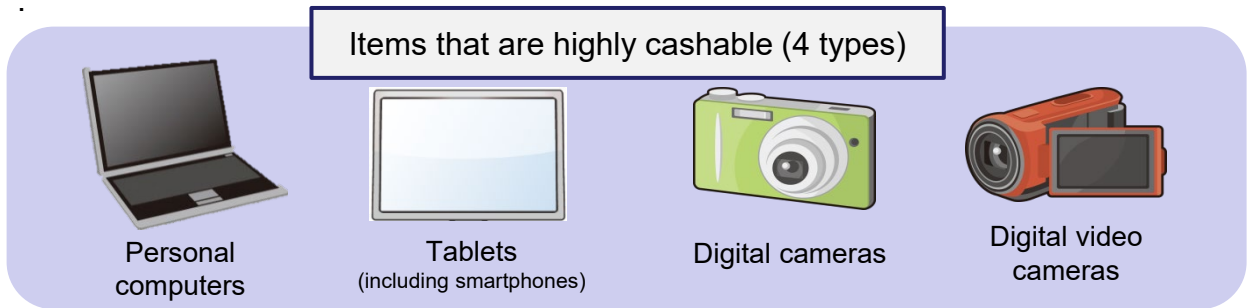 .
Items that are highly cashable (4 types)
Personal
computers
Tablets
(including smartphones)
Digital cameras
Digital video
cameras